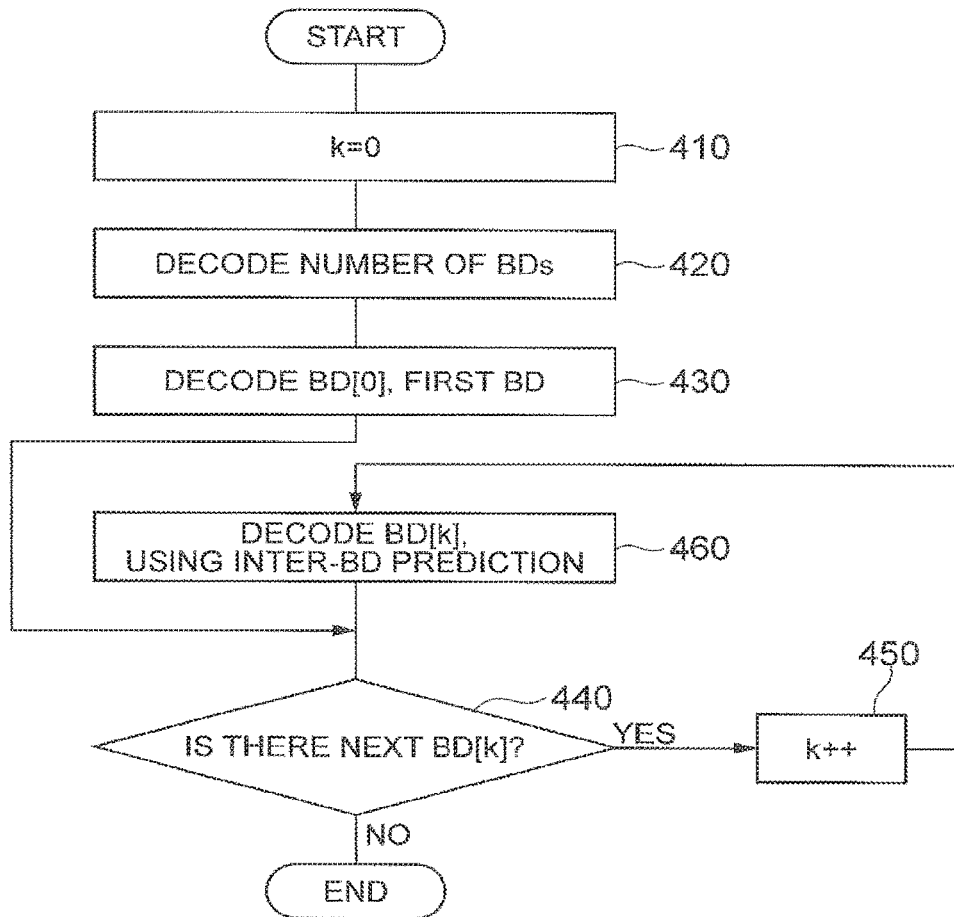 START
k=0
410
DECODE NUMBER OF BDs
420
DECODE BD[0], FIRST BD
430
DECODE BD[k],
USING INTER-BD PREDICTION
460
440
450
IS THERE NEXT BD[k]?
YES
k++
NO
END